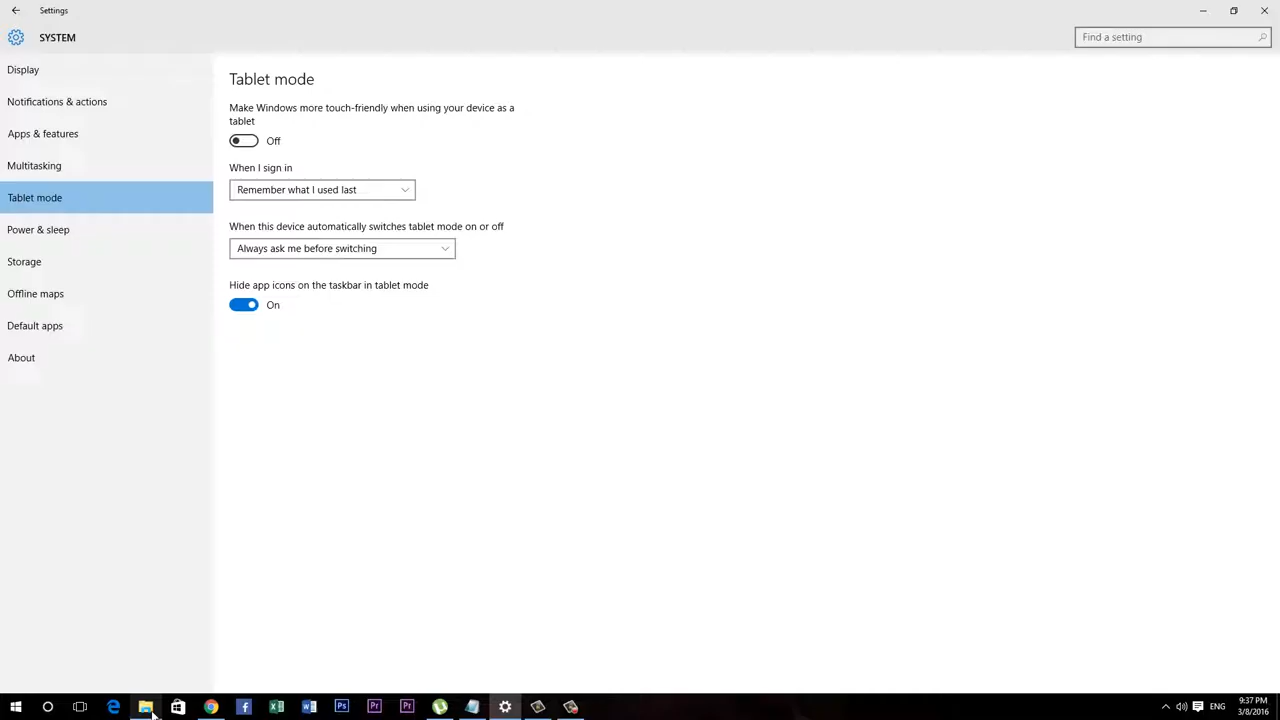 Settings
SYSTEM
Find a setting
Display
Notifications & actions
Apps & features
Multitasking
Tablet mode
Power & sleep
Storage
Offline maps
Default apps
About
Tablet mode
Make Windows more touch-friendly when using your device as a
tablet
Off
When I sign in
Remember what I used last
When this device automatically switches tablet mode on or off
Always ask me before switching
Hide app icons on the taskbar in tablet mode
On
ENG
9:37 PM
3/8/2016